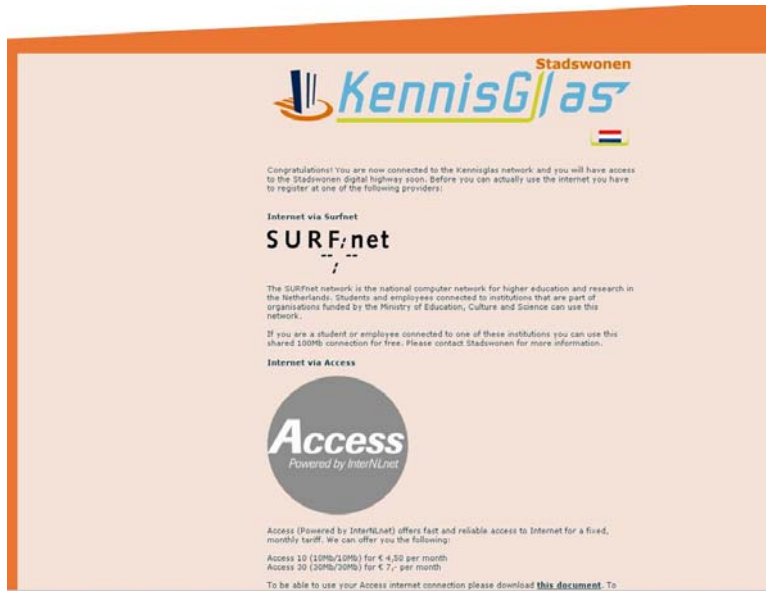 Stadswonen
KennisGlas
Congratulations! You are now connected to the Kennisglas network and you will have access
to the Stadswonen digital highway soon. Before you can actually use the internet you have
to register at one of the following providers:
Internet via Surfnet
SURFnet
The SURFnet network is the national computer network for higher education and research in
the Netherlands. Students and employees connected to institutions that are part of
organisations funded by the Ministry of Education, Culture and Science can use this
network.
If you are a student or employee connected to one of these institutions you can use this
shared 100Mb connection for free. Please contact Stadswonen for more information.
Internet via Access
Access
Powered by InterNLnet
Access (Powered by InterNLnet) offers fast and reliable access to Internet for a fixed,
monthly tariff. We can offer you the following:
Access 10 (10Mb/10Mb) for € 4,50 per month
Access 30 (30Mb/30Mb) for € 7,- per month
To be able to use your Access internet connection please download this document. To